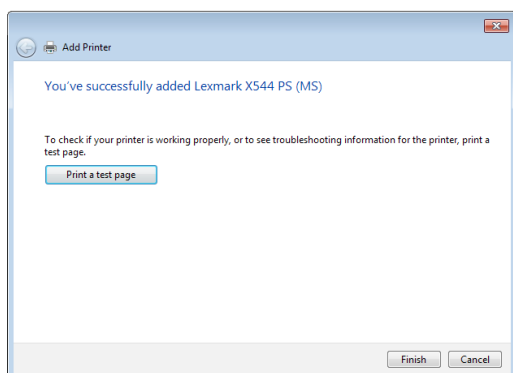 Add Printer
You've successfully added Lexmark X544 PS (MS)
To check if your printer is working properly, or to see troubleshooting information for the printer, print a
test page.
Print a test page
Finish Cancel